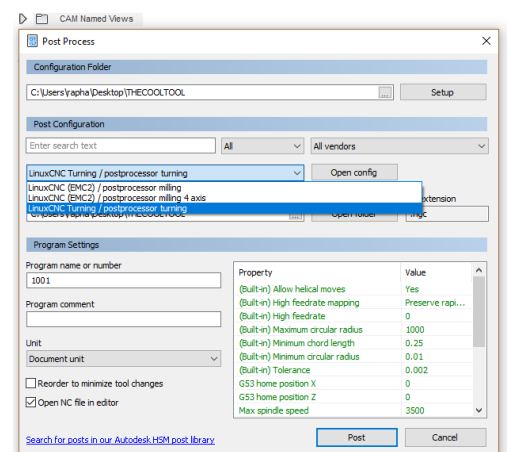 CAM Named Views
Post Process
Configuration Folder
C:\Users\rapha\Desktop\THECOOLTOOL
... Setup
Post Configuration
Enter search text All All vendors
LinuxCNC Turning / postprocessor turning Open config
LinuxCNC (EMC2) / postprocessor milling
LinuxCNC (EMC2) / postprocessor milling 4 axis
LinuxCNC Turning / postprocessor turning
extension
C:\Users\rapha\Desktop\THECOOLTOOL ... Open folder .ngc
Program Settings
Program name or number
1001
Program comment
Unit
Document unit
Reorder to minimize tool changes
Open NC file in editor
Property Value
(Built-in) Allow helical moves Yes
(Built-in) High feedrate mapping Preserve rapi...
(Built-in) High feedrate 0
(Built-in) Maximum circular radius 1000
(Built-in) Minimum chord length 0.25
(Built-in) Minimum circular radius 0.01
(Built-in) Tolerance 0.002
G53 home position X 0
G53 home position Z 0
Max spindle speed 3500
Search for posts in our Autodesk HSM post library
Post Cancel